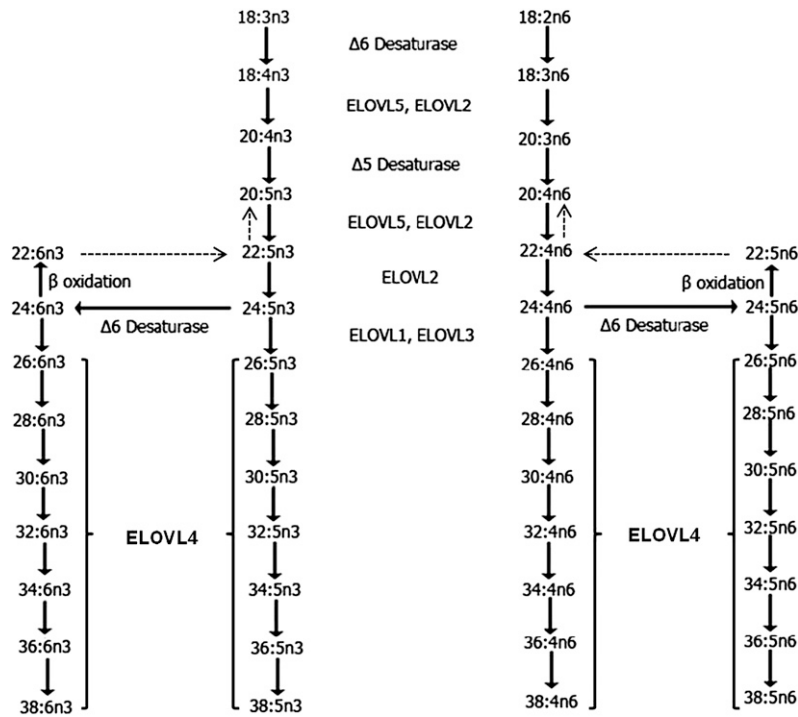 18:3n3
18:2n6
Δ6 Desaturase
18:4n3
18:3n6
ELOVL5, ELOVL2
20:4n3
20:3n6
Δ5 Desaturase
20:5n3
20:4n6
ELOVL5, ELOVL2
22:6n3
22:5n3
22:4n6
22:5n6
ELOVL2
β oxidation
β oxidation
24:6n3
24:5n3
24:4n6
24:5n6
Δ6 Desaturase
ELOVL1, ELOVL3
Δ6 Desaturase
26:6n3
26:5n3
26:4n6
26:5n6
28:6n3
28:5n3
28:4n6
28:5n6
30:6n3
30:5n3
30:4n6
30:5n6
32:6n3
ELOVL4
32:5n3
32:4n6
ELOVL4
32:5n6
34:6n3
34:5n3
34:4n6
34:5n6
36:6n3
36:5n3
36:4n6
36:5n6
38:6n3
38:5n3
38:4n6
38:5n6